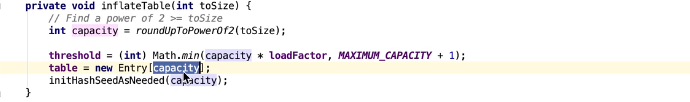 private void inflateTable(int toSize) {
// Find a power of 2 >= toSize
int capacity = roundUpToPowerOf2(toSize);
threshold = (int) Math.min(capacity * loadFactor, MAXIMUM_CAPACITY + 1);
table = new Entry[capacity];
initHashSeedAsNeeded(capacity);
}